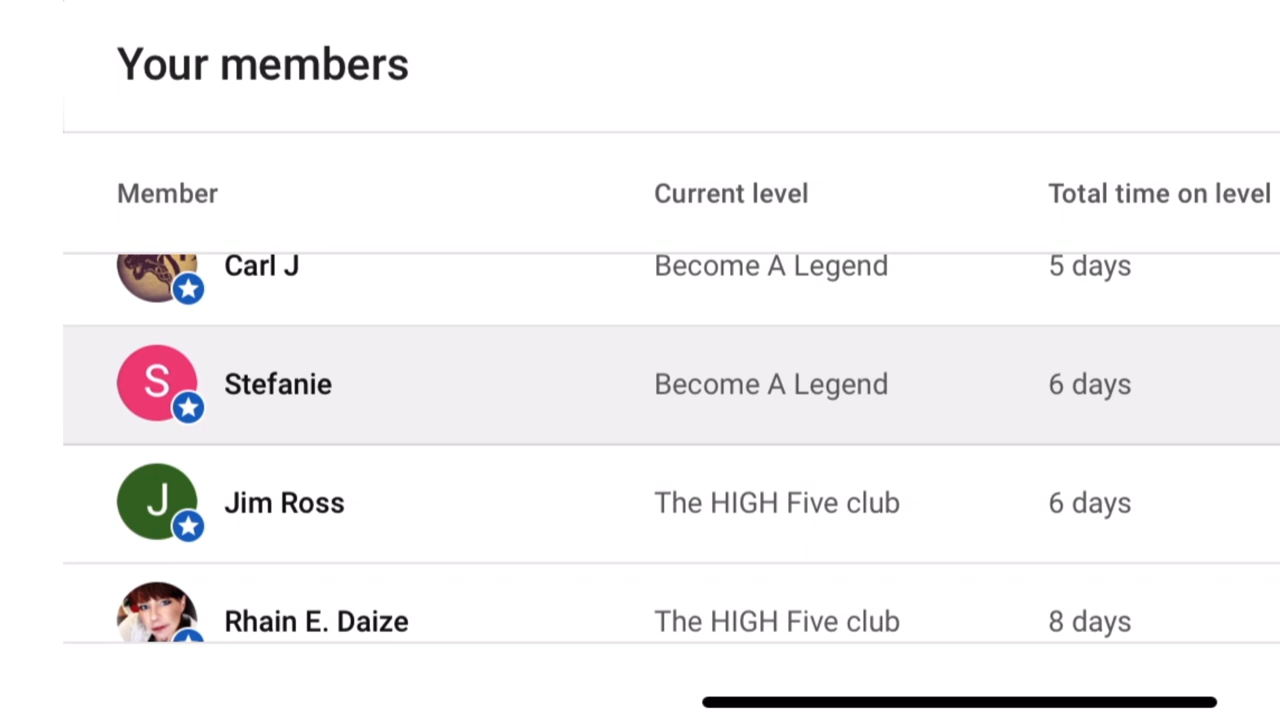 Your members
Member Current level Total time on level
Carl J Become A Legend 5 days
S Stefanie Become A Legend 6 days
J Jim Ross The HIGH Five club 6 days
Rhain E. Daize The HIGH Five club 8 days